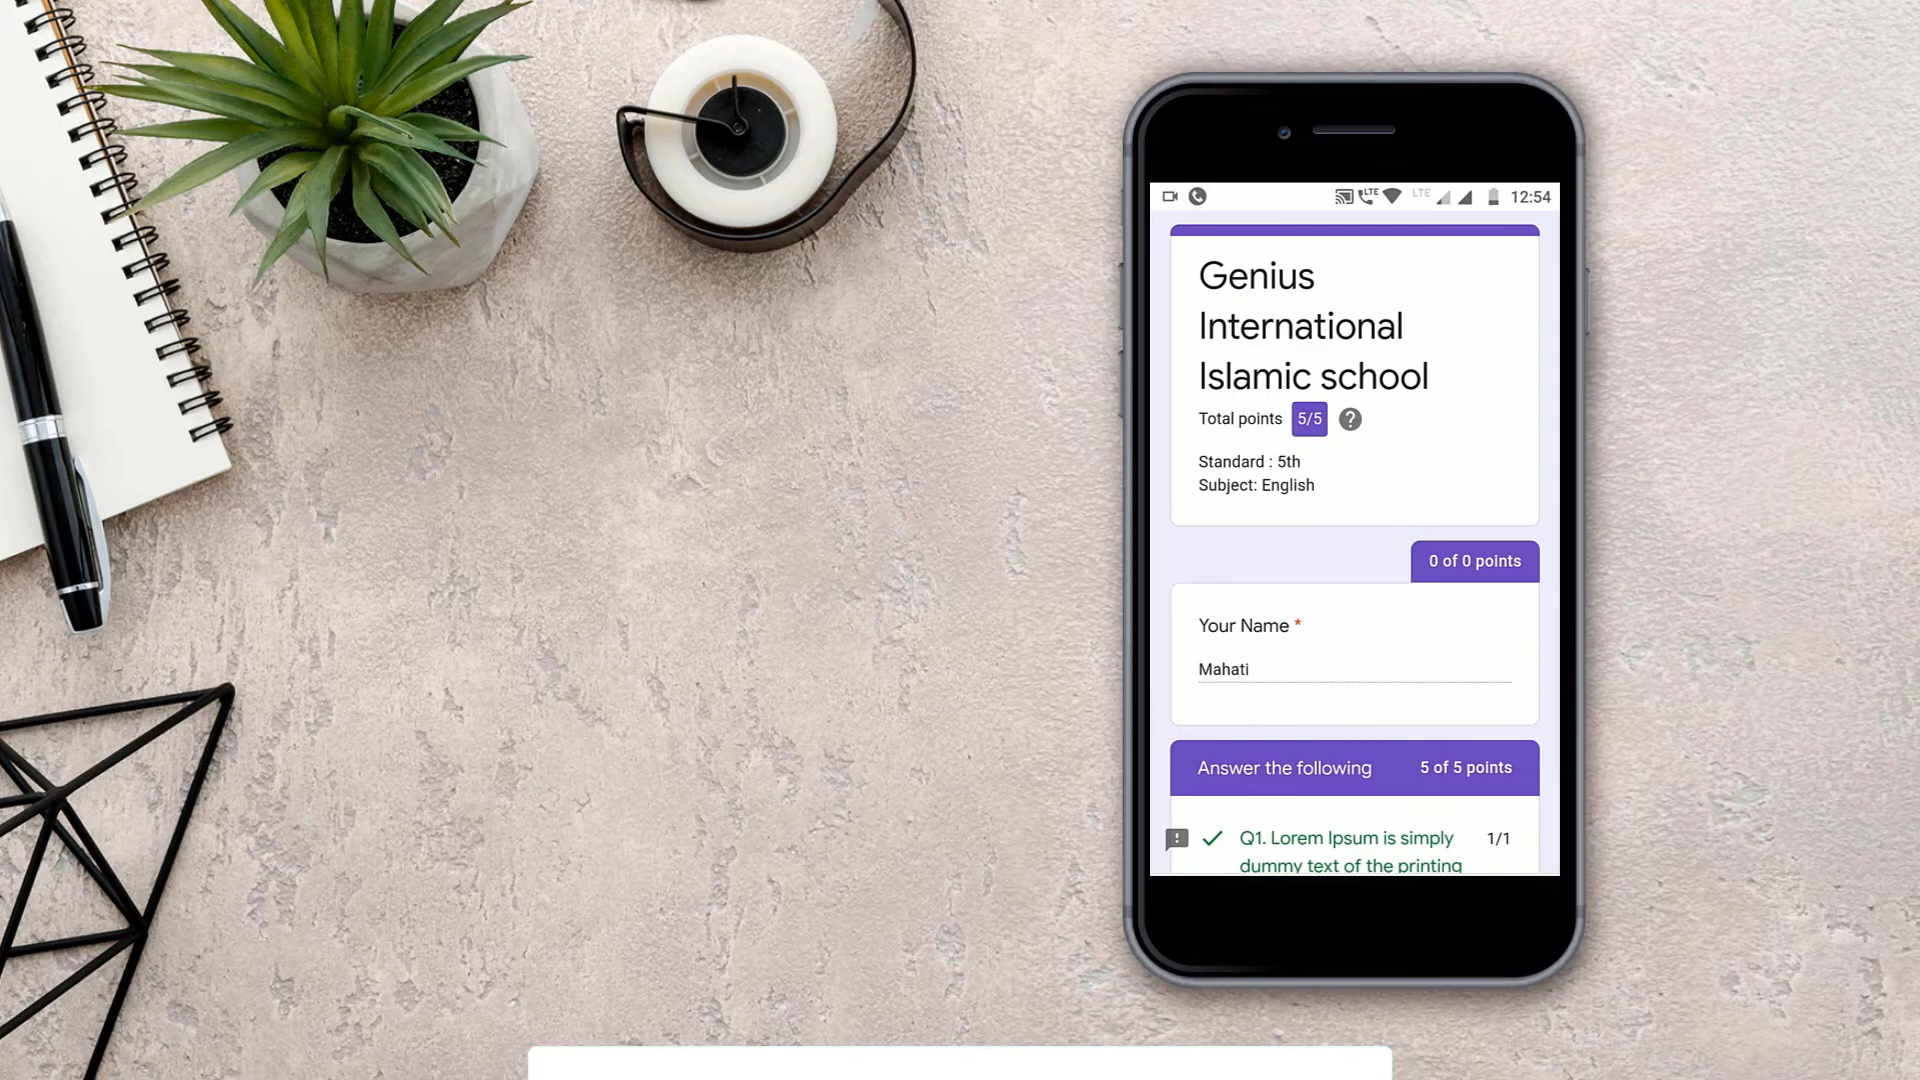 LTE LTE 12:54
Genius
International
Islamic school
Total points 5/5
Standard : 5th
Subject: English
0 of 0 points
Your Name *
Mahati
Answer the following 5 of 5 points
Q1. Lorem Ipsum is simply 1/1
dummy text of the printing